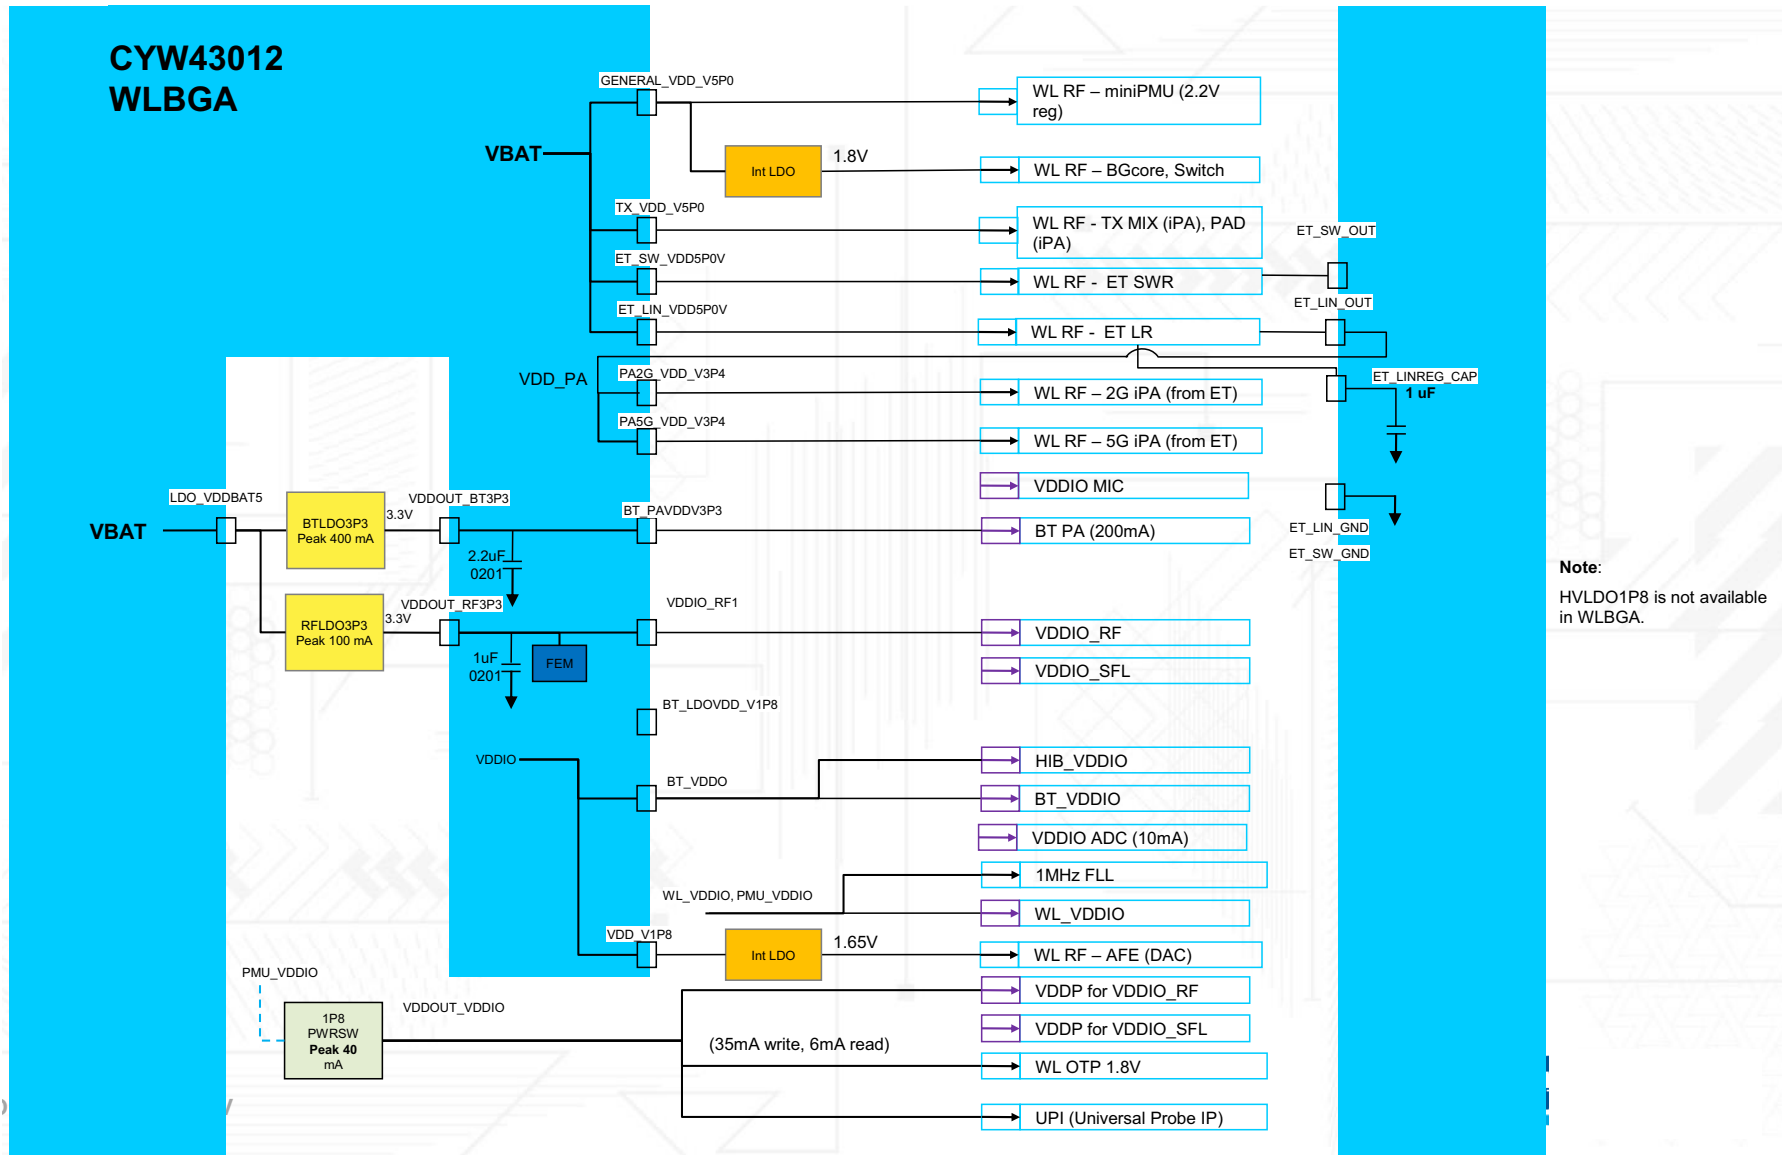 CYW43012
WLBGA
GENERAL_VDD_V5P0
WL RF – miniPMU (2.2V
reg)
VBAT
Int LDO
1.8V
WL RF – BGcore, Switch
TX_VDD_V5P0
WL RF - TX MIX (iPA), PAD
(iPA)
ET_SW_OUT
ET_SW_VDD5P0V
WL RF - ET SWR
ET_LIN_OUT
ET_LIN_VDD5P0V
WL RF - ET LR
VDD_PA
PA2G_VDD_V3P4
WL RF – 2G iPA (from ET)
ET_LINREG_CAP
1 uF
PA5G_VDD_V3P4
WL RF – 5G iPA (from ET)
VDDIO MIC
LDO_VDDBAT5
VBAT
BTLDO3P3
Peak 400 mA
3.3V
VDDOUT_BT3P3
2.2uF
0201
BT_PAVDDV3P3
BT PA (200mA)
ET_LIN_GND
ET_SW_GND
Note:
HVLDO1P8 is not available
in WLBGA.
RFLDO3P3
Peak 100 mA
3.3V
VDDOUT_RF3P3
1uF
0201
FEM
VDDIO_RF1
VDDIO_RF
VDDIO_SFL
BT_LDOVDD_V1P8
VDDIO
HIB_VDDIO
BT_VDDO
BT_VDDIO
VDDIO ADC (10mA)
1MHz FLL
WL_VDDIO, PMU_VDDIO
WL_VDDIO
VDD_V1P8
Int LDO
1.65V
WL RF – AFE (DAC)
PMU_VDDIO
1P8
PWRSW
Peak 40
mA
VDDOUT_VDDIO
VDDP for VDDIO_RF
VDDP for VDDIO_SFL
(35mA write, 6mA read)
WL OTP 1.8V
UPI (Universal Probe IP)